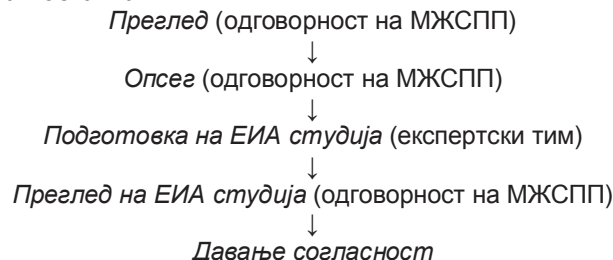 Преглед (одговорност на МЖСПП)
↓
Опсег (одговорност на МЖСПП)
↓
Подготовка на ЕИА студија (експертски тим)
↓
Преглед на ЕИА студија (одговорност на МЖСПП)
↓
Давање согласност